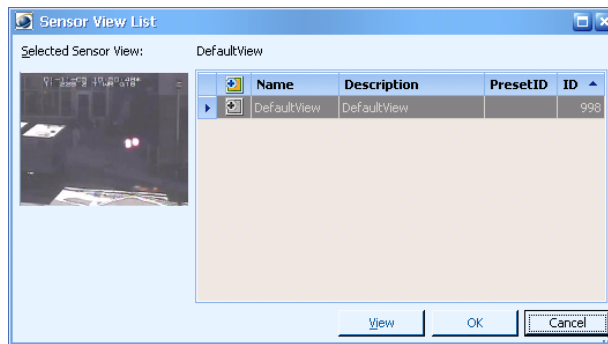 Sensor View List
Selected Sensor View: DefaultView
Name Description PresetID ID
DefaultView DefaultView 998
View OK Cancel